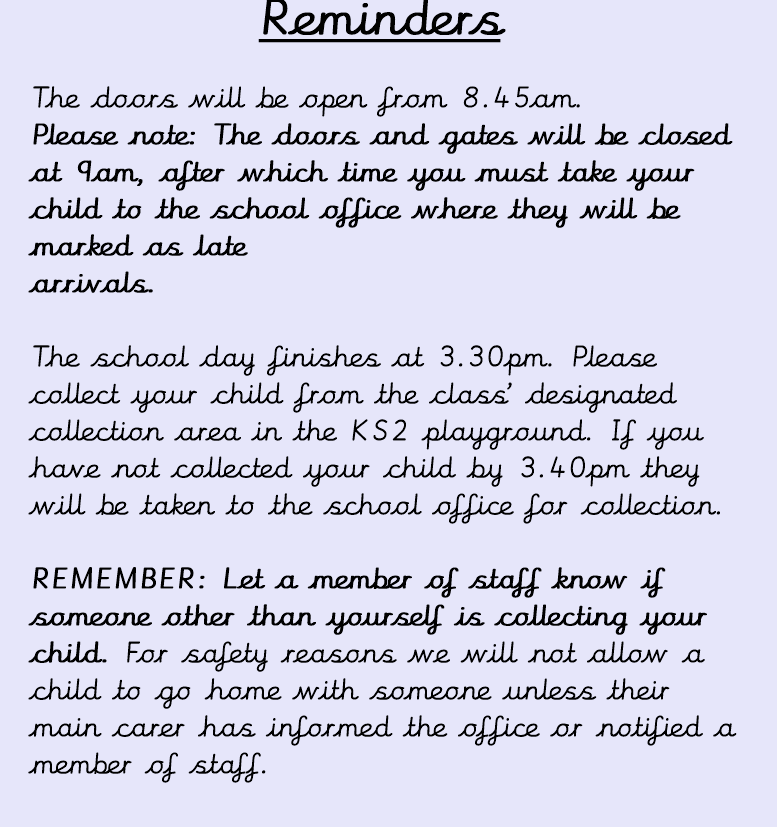 Reminders
The doors will be open from 8.45am.
Please note: The doors and gates will be closed
at 9am, after which time you must take your
child to the school office where they will be
marked as late
arrivals.
The school day finishes at 3.30pm. Please
collect your child from the class’ designated
collection area in the KS2 playground. If you
have not collected your child by 3.40pm they
will be taken to the school office for collection.
REMEMBER: Let a member of staff know if
someone other than yourself is collecting your
child. For safety reasons we will not allow a
child to go home with someone unless their
main carer has informed the office or notified a
member of staff.